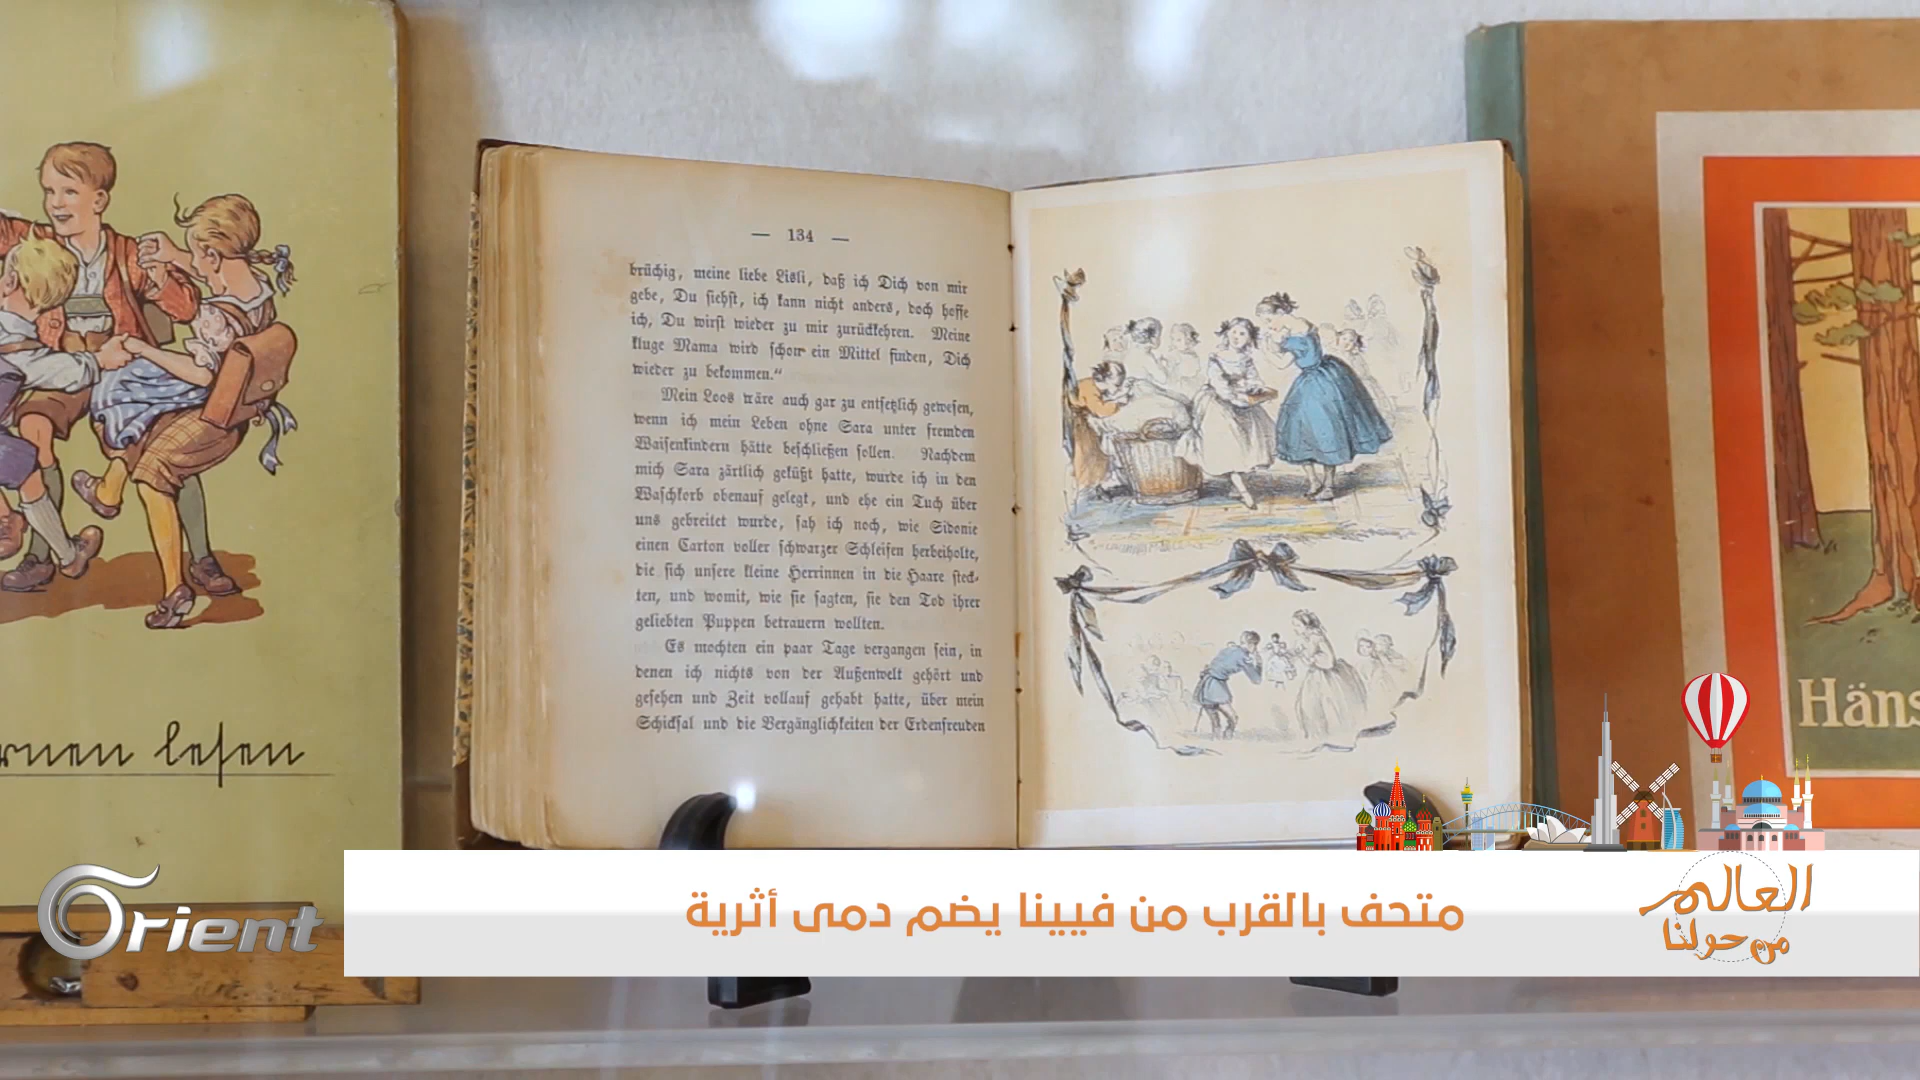 — 134 —
brüchig, meine liebe Lisli, daß ich Dich von mir
gebe, Du siehst, ich kann nicht anders, doch hoffe
ich, Du wirst wieder zu mir zurückkehren. Meine
kluge Mama wird schon ein Mittel finden, Dich
wieder zu bekommen.“
Mein Loos wäre auch gar zu entsetzlich gewesen,
wenn ich mein Leben ohne Sara unter fremden
Waisenkindern hätte beschließen sollen. Nachdem
mich Sara zärtlich geküßt hatte, wurde ich in den
Waschkorb obenauf gelegt, und ehe ein Tuch über
uns gebreitet wurde, sah ich noch, wie Sidonie
einen Carton voller schwarzer Schleifen herbeiholte,
die sich unsere kleine Herrinnen in die Haare steck-
ten, und womit, wie sie sagten, sie den Tod ihrer
geliebten Puppen betrauern wollten.
Es mochten ein paar Tage vergangen sein, in
denen ich nichts von der Außenwelt gehört und
gesehen und Zeit vollauf gehabt hatte, über mein
Schicksal und die Vergänglichkeiten der Erdenfreuden
rnen lesen
Häns
Orient
متحف بالقرب من فيينا يضم دمى أثرية
العالم
من حولنا